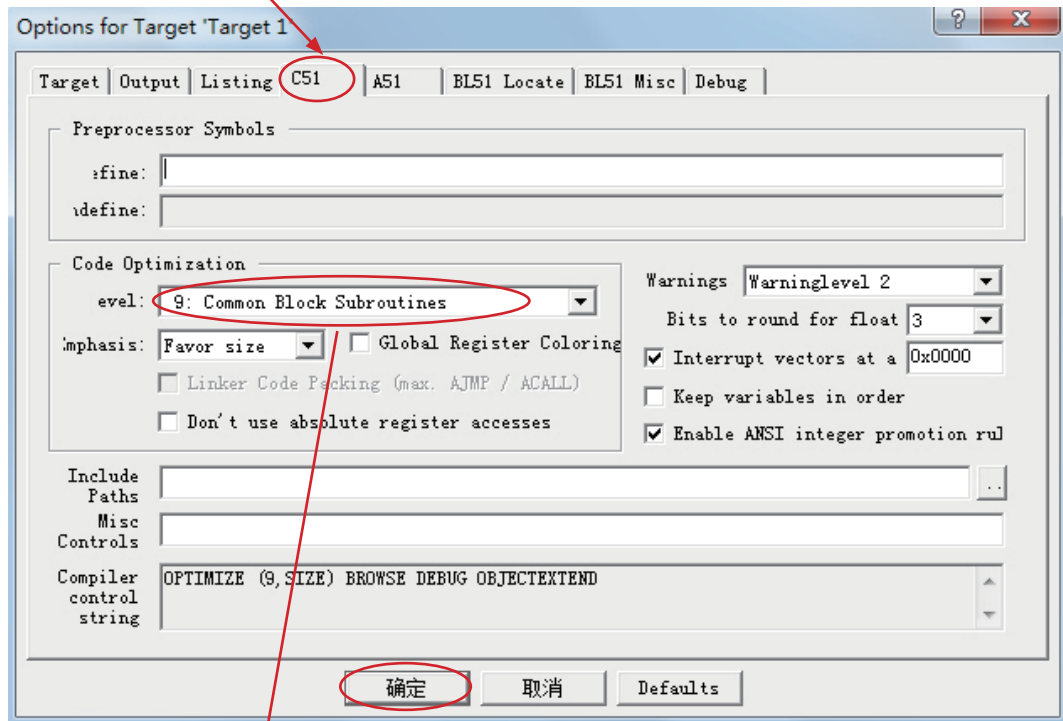 Options for Target 'Target 1'
Target Output Listing C51 A51 BL51 Locate BL51 Misc Debug
Preprocessor Symbols
efine:
ndefine:
Code Optimization
evel: 9: Common Block Subroutines
Warnings Warninglevel 2
Bits to round for float 3
mphasis: Favor size Global Register Coloring
Interrupt vectors at a 0x0000
Linker Code Packing (max. AJMP / ACALL)
Keep variables in order
Don't use absolute register accesses
Enable ANSI integer promotion rul
Include Paths
..
Misc Controls
Compiler control string
OPTIMIZE (9,SIZE) BROWSE DEBUG OBJECTEXTEND
确定 取消 Defaults